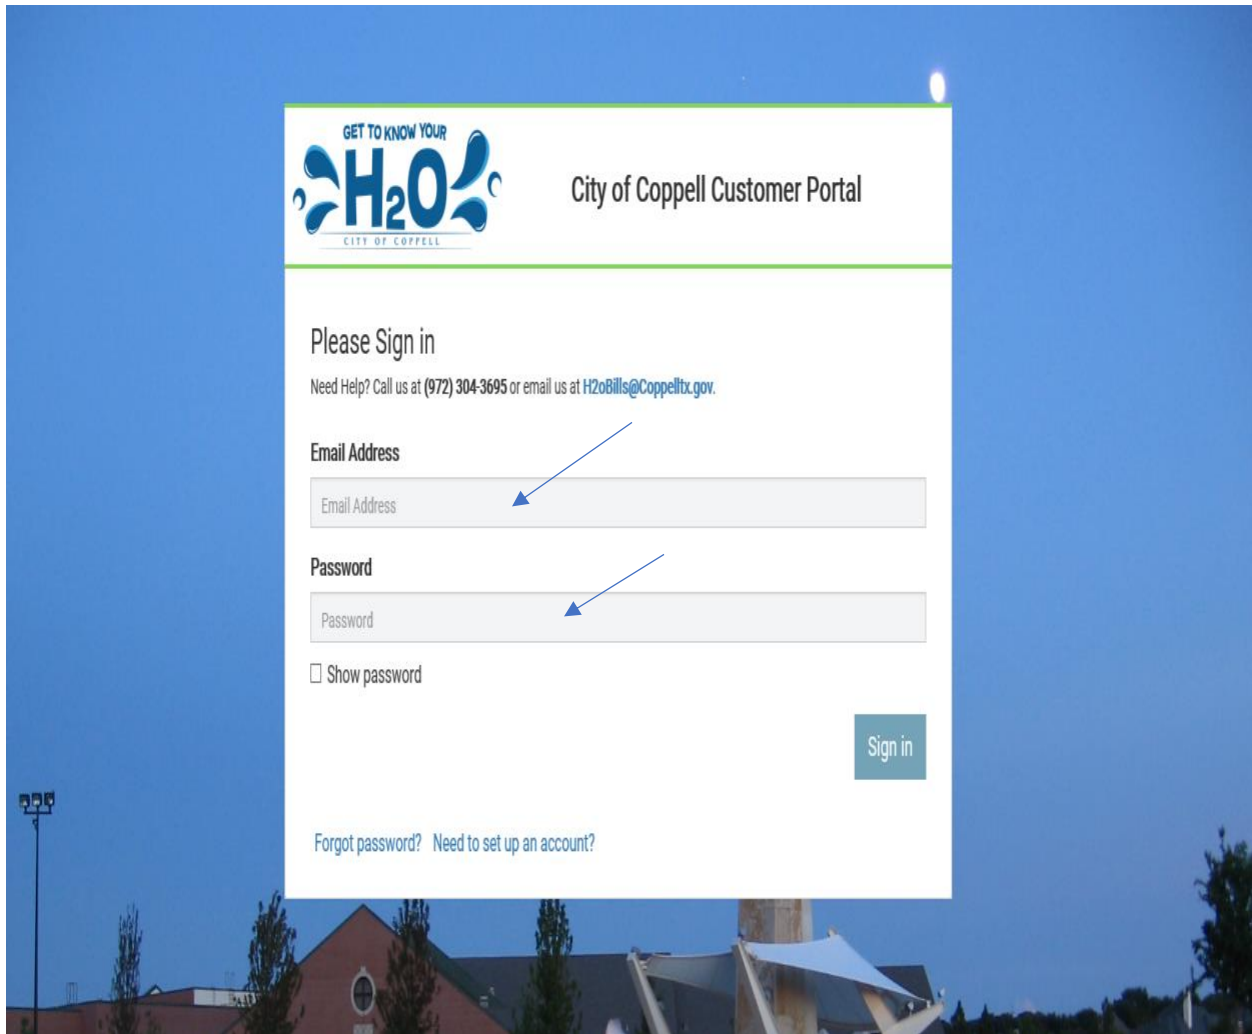 GET TO KNOW YOUR
H2O
CITY OF COPPELL
City of Coppell Customer Portal
Please Sign in
Need Help? Call us at (972) 304-3695 or email us at H2oBills@Coppelltx.gov.
Email Address
Email Address
Password
Password
Show password
Sign in
Forgot password? Need to set up an account?